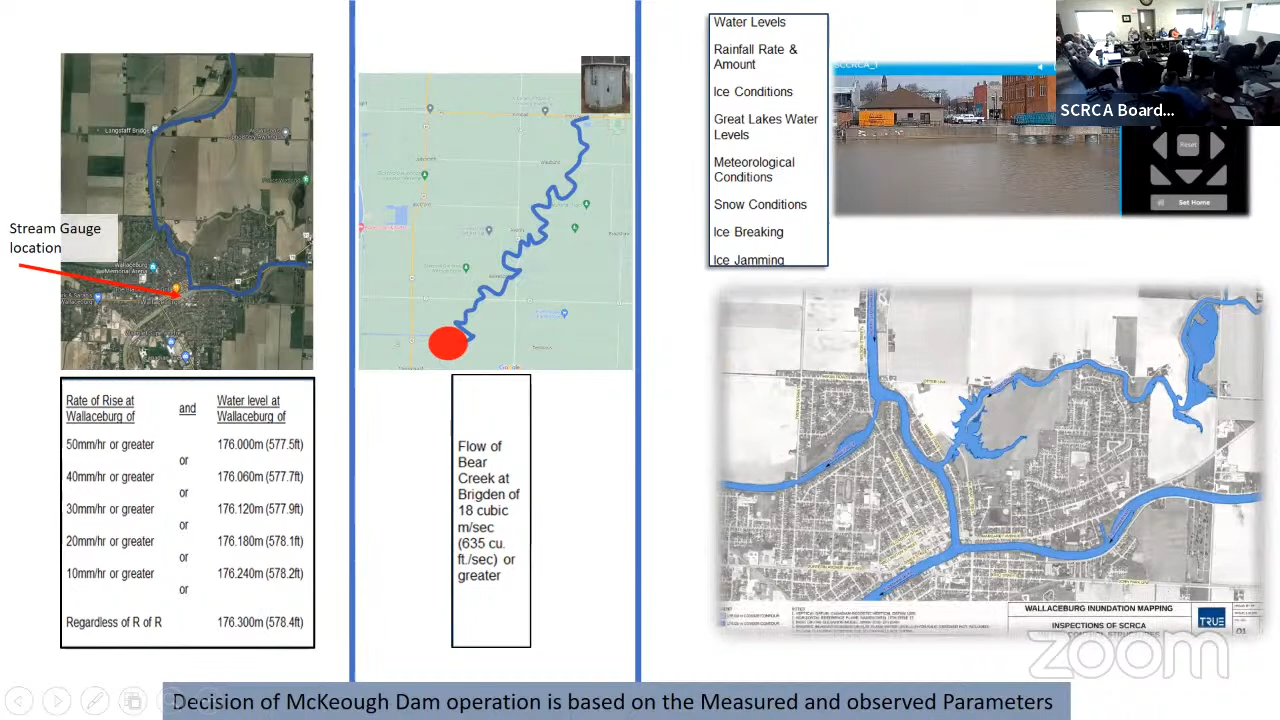 Stream Gauge
location
Langstaff Bridge
Wallaceburg
Memorial Arena
Rate of Rise at
Wallaceburg of
and
Water level at
Wallaceburg of
50mm/hr or greater
176.000m (577.5ft)
or
40mm/hr or greater
176.060m (577.7ft)
or
30mm/hr or greater
176.120m (577.9ft)
or
20mm/hr or greater
176.180m (578.1ft)
or
10mm/hr or greater
176.240m (578.2ft)
or
Regardless of R of R
176.300m (578.4ft)
Flow of
Bear
Creek at
Brigden of
18 cubic
m/sec
(635 cu.
ft./sec) or
greater
Water Levels
Rainfall Rate &
Amount
Ice Conditions
Great Lakes Water
Levels
Meteorological
Conditions
Snow Conditions
Ice Breaking
Ice Jamming
SCRCA Board...
Reset
Set Home
WALLACEBURG INUNDATION MAPPING
INSPECTIONS OF SCRCA
TRUE
01
zoom
Decision of McKeough Dam operation is based on the Measured and observed Parameters